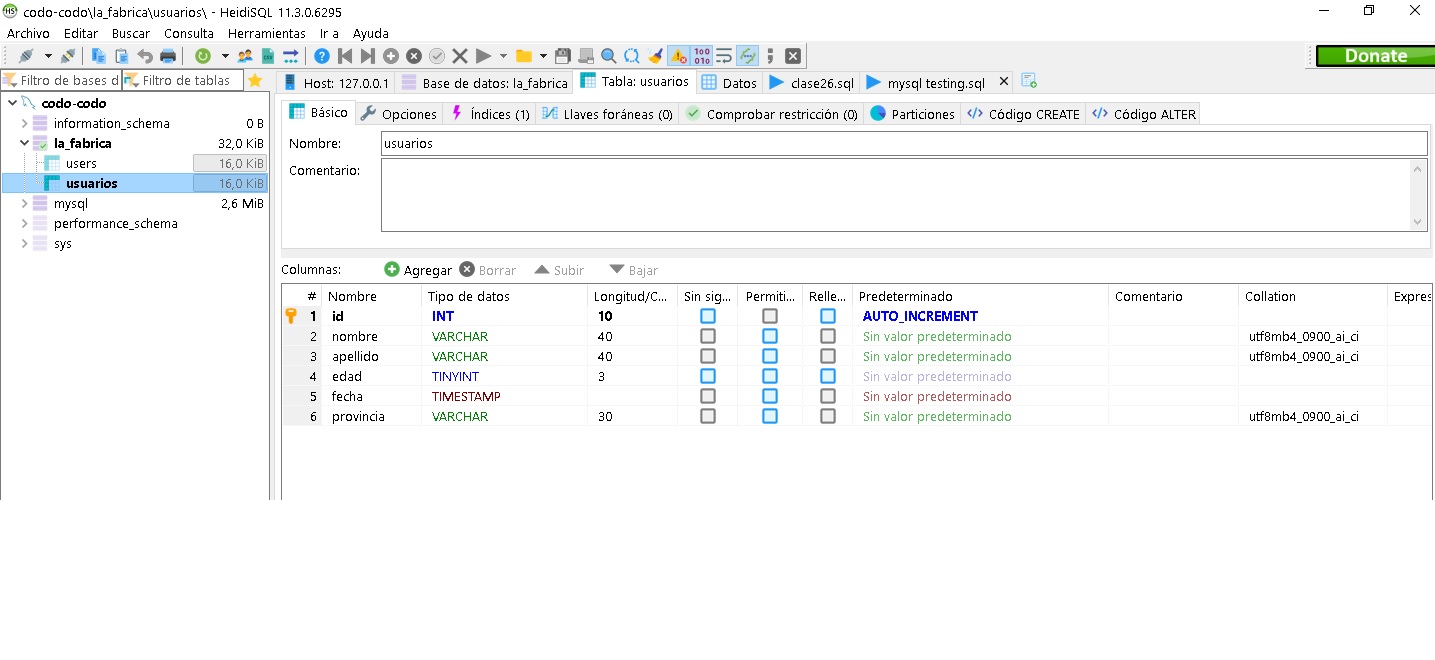 codo-codo\la_fabrica\usuarios\ - HeidiSQL 11.3.0.6295
Archivo Editar Buscar Consulta Herramientas Ir a Ayuda
Donate
Filtro de bases d Filtro de tablas
Host: 127.0.0.1 Base de datos: la_fabrica Tabla: usuarios Datos clase26.sql mysql testing.sql
codo-codo
information_schema 0 B
la_fabrica 32,0 KiB
users 16,0 KiB
usuarios 16,0 KiB
mysql 2,6 MiB
performance_schema
sys
Básico Opciones Índices (1) Llaves foráneas (0) Comprobar restricción (0) Particiones Código CREATE Código ALTER
Nombre: usuarios
Comentario:
Columnas: Agregar Borrar Subir Bajar
# Nombre Tipo de datos Longitud/C... Sin sig... Permiti... Relle... Predeterminado Comentario Collation Expres
1 id INT 10 AUTO_INCREMENT
2 nombre VARCHAR 40 Sin valor predeterminado utf8mb4_0900_ai_ci
3 apellido VARCHAR 40 Sin valor predeterminado utf8mb4_0900_ai_ci
4 edad TINYINT 3 Sin valor predeterminado
5 fecha TIMESTAMP Sin valor predeterminado
6 provincia VARCHAR 30 Sin valor predeterminado utf8mb4_0900_ai_ci